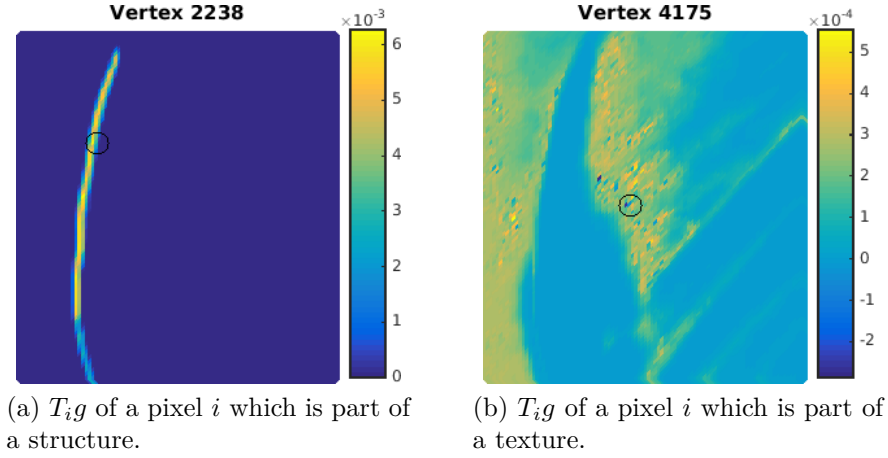 Vertex 2238
×10⁻³
6
5
4
3
2
1
0
(a) Tᵢg of a pixel i which is part of
a structure.
Vertex 4175
×10⁻⁴
5
4
3
2
1
0
-1
-2
(b) Tᵢg of a pixel i which is part of
a texture.